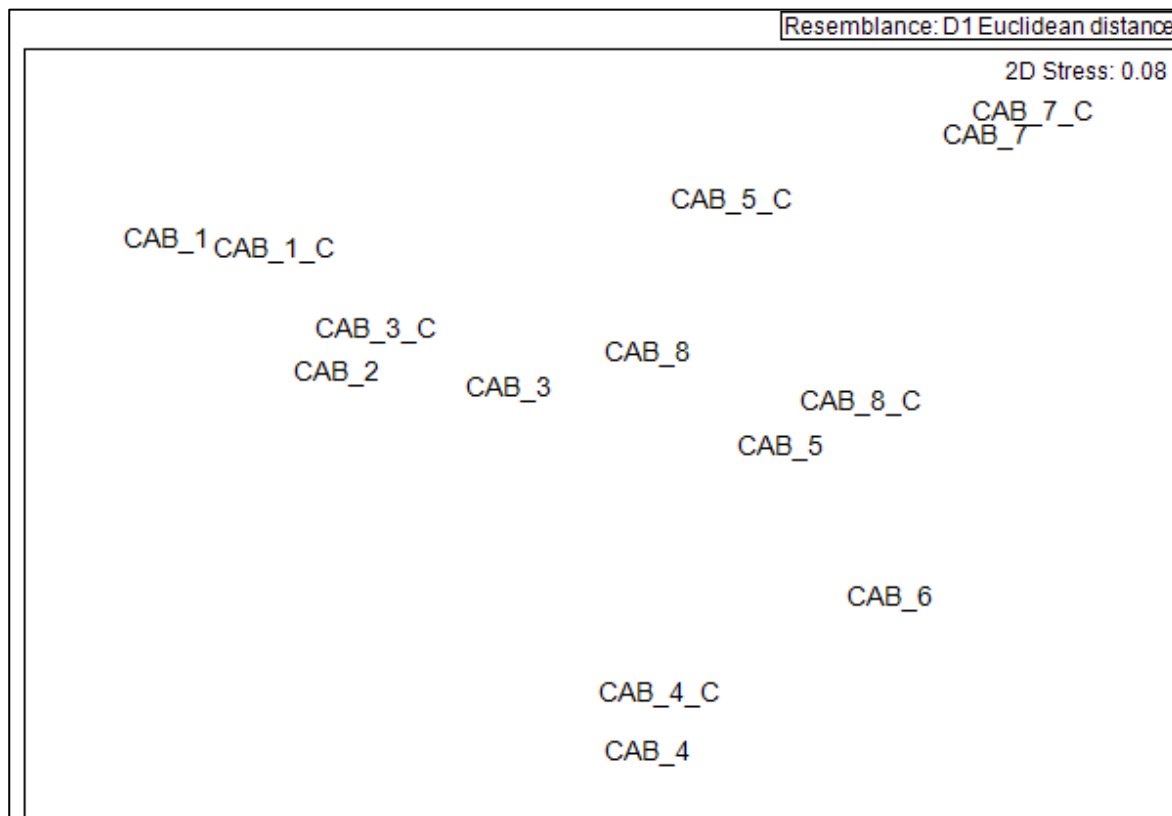 Resemblance: D1 Euclidean distance
2D Stress: 0.08
CAB_7_C
CAB_7
CAB_5_C
CAB_1
CAB_1_C
CAB_3_C
CAB_8
CAB_2
CAB_3
CAB_8_C
CAB_5
CAB_6
CAB_4_C
CAB_4